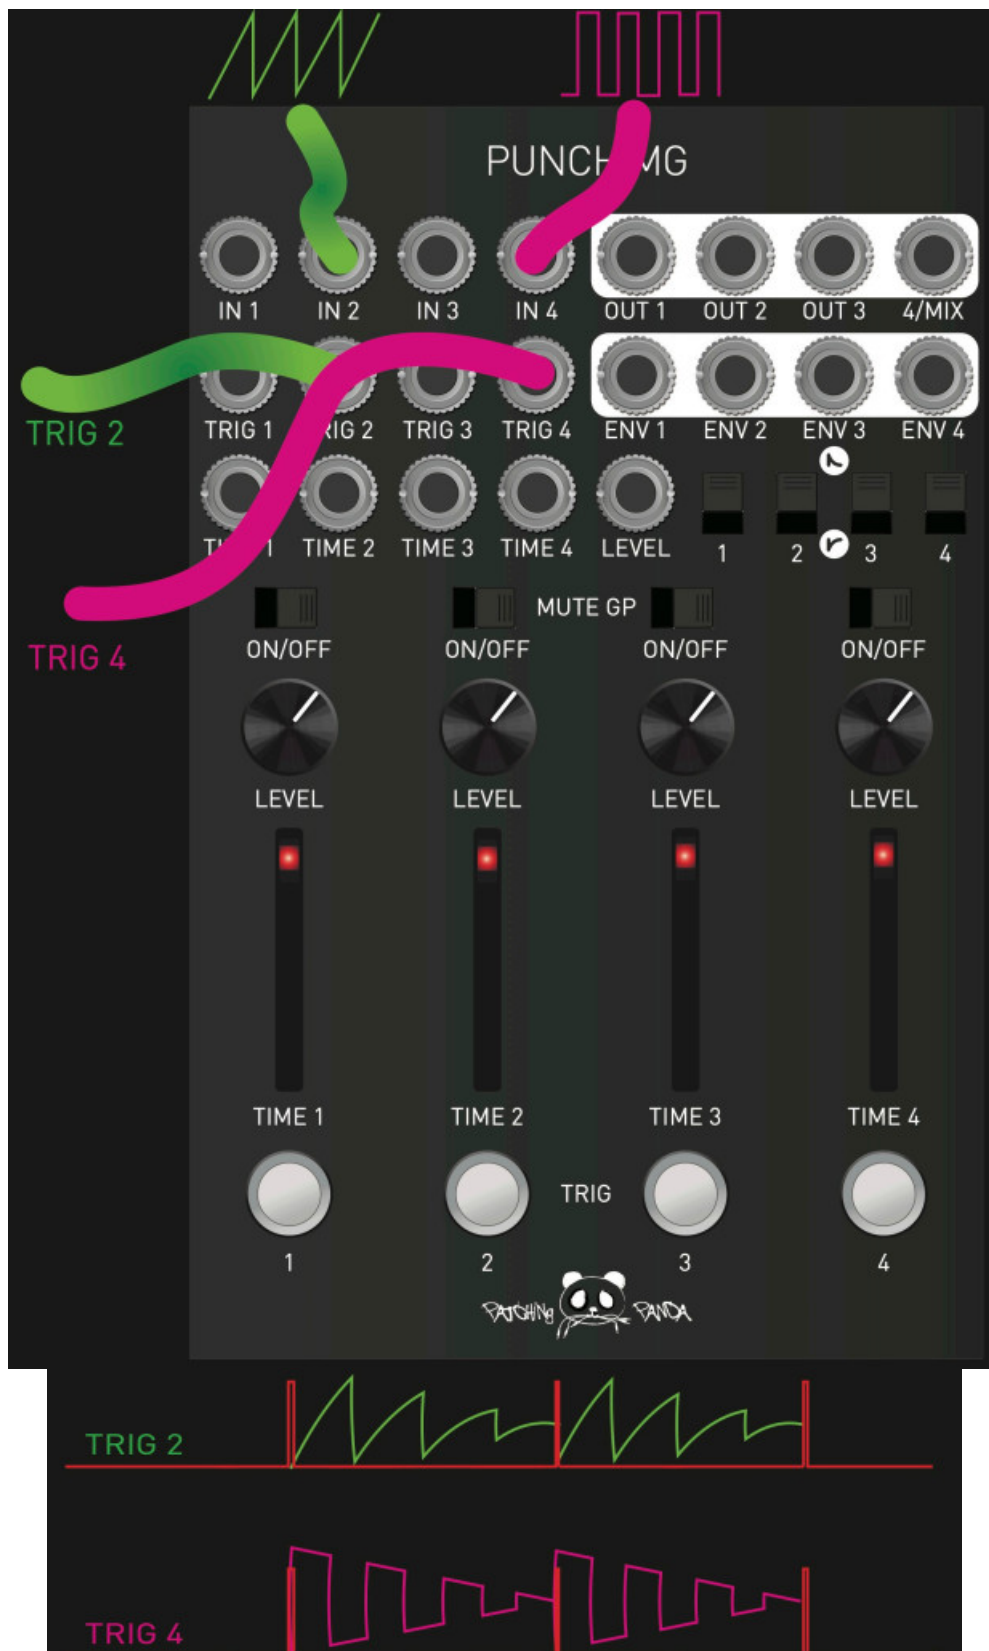 PUNCH MG
IN 1 IN 2 IN 3 IN 4 OUT 1 OUT 2 OUT 3 4/MIX
TRIG 2
TRIG 1 TRIG 2 TRIG 3 TRIG 4 ENV 1 ENV 2 ENV 3 ENV 4
TIME 1 TIME 2 TIME 3 TIME 4 LEVEL 1 2 3 4
MUTE GP
TRIG 4
ON/OFF ON/OFF ON/OFF ON/OFF
LEVEL LEVEL LEVEL LEVEL
TIME 1 TIME 2 TIME 3 TIME 4
TRIG
1 2 3 4
PATCHING PANDA
TRIG 2
TRIG 4